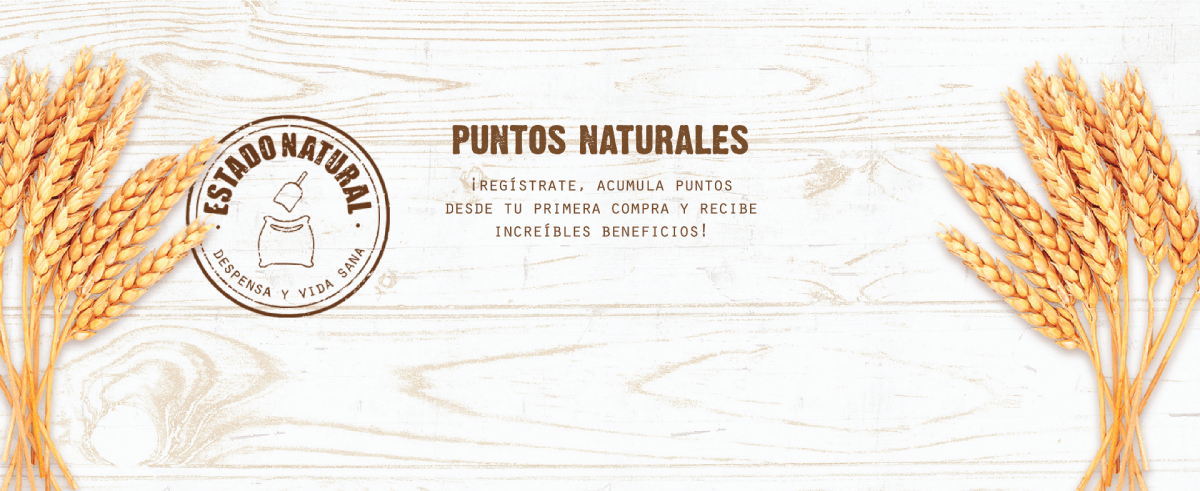 ESTADO NATURAL
DESPENSA Y VIDA SANA
PUNTOS NATURALES
¡REGÍSTRATE, ACUMULA PUNTOS
DESDE TU PRIMERA COMPRA Y RECIBE
INCREÍBLES BENEFICIOS!